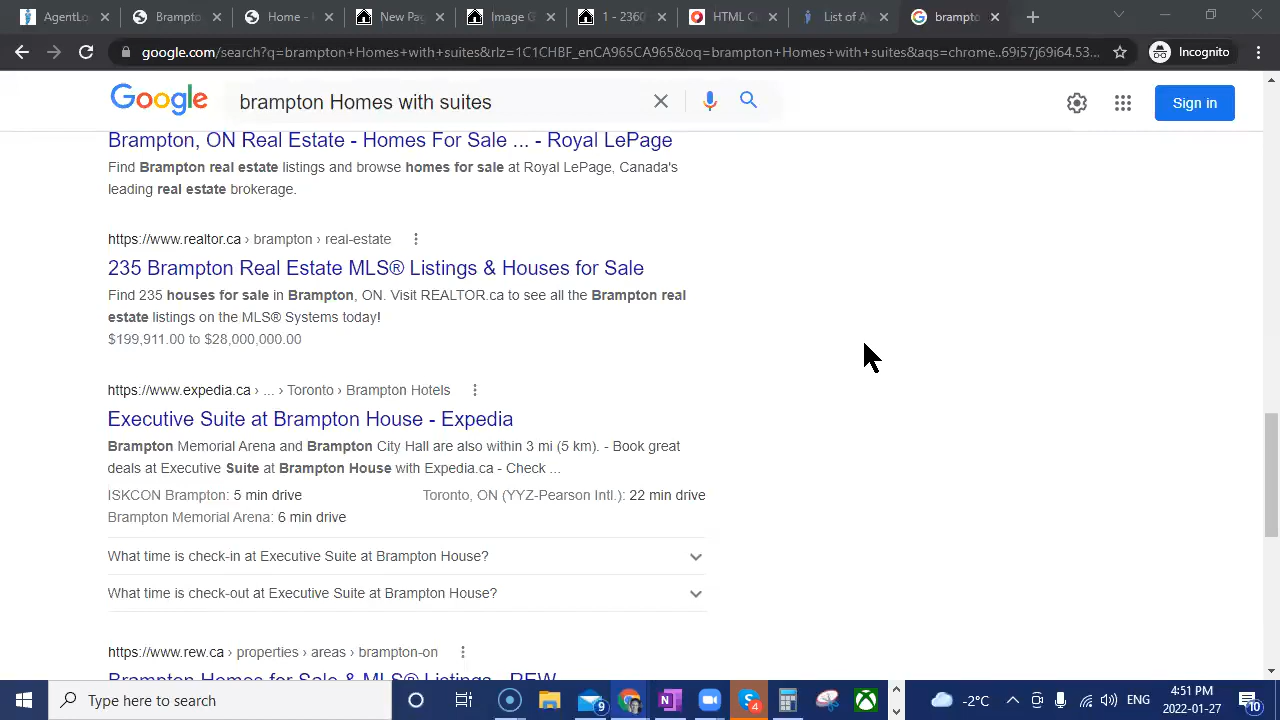 AgentLo
Brampto
Home -
New Pag
Image G
1 - 2360
HTML C
List of A
brampto
google.com/search?q=brampton+Homes+with+suites&rlz=1C1CHBF_enCA965CA965&oq=brampton+Homes+with+suites&aqs=chrome..69i57j69i64.53...
Incognito
Google
brampton Homes with suites
Sign in
Brampton, ON Real Estate - Homes For Sale ... - Royal LePage
Find Brampton real estate listings and browse homes for sale at Royal LePage, Canada's
leading real estate brokerage.
https://www.realtor.ca › brampton › real-estate
235 Brampton Real Estate MLS® Listings & Houses for Sale
Find 235 houses for sale in Brampton, ON. Visit REALTOR.ca to see all the Brampton real
estate listings on the MLS® Systems today!
$199,911.00 to $28,000,000.00
https://www.expedia.ca › ... › Toronto › Brampton Hotels
Executive Suite at Brampton House - Expedia
Brampton Memorial Arena and Brampton City Hall are also within 3 mi (5 km). - Book great
deals at Executive Suite at Brampton House with Expedia.ca - Check ...
ISKCON Brampton: 5 min drive
Toronto, ON (YYZ-Pearson Intl.): 22 min drive
Brampton Memorial Arena: 6 min drive
What time is check-in at Executive Suite at Brampton House?
What time is check-out at Executive Suite at Brampton House?
https://www.rew.ca › properties › areas › brampton-on
Brampton Homes for Sale & MLS® Listings - REW
Type here to search
9
4
-2°C
ENG
4:51 PM
2022-01-27
10